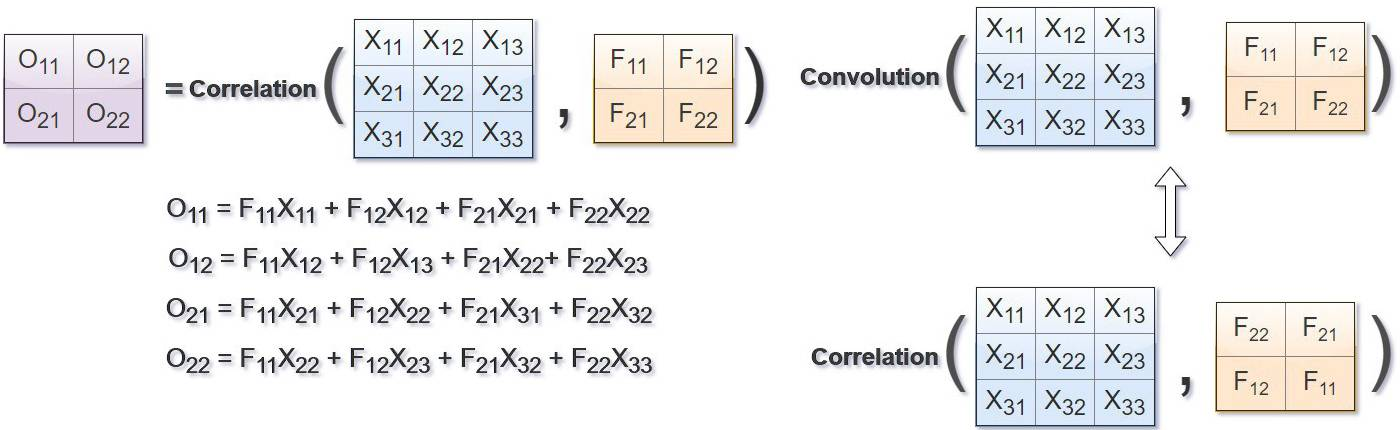 O11 O12
O21 O22
= Correlation (
X11 X12 X13
X21 X22 X23
X31 X32 X33
,
F11 F12
F21 F22
)
O11 = F11X11 + F12X12 + F21X21 + F22X22
O12 = F11X12 + F12X13 + F21X22+ F22X23
O21 = F11X21 + F12X22 + F21X31 + F22X32
O22 = F11X22 + F12X23 + F21X32 + F22X33
Convolution (
X11 X12 X13
X21 X22 X23
X31 X32 X33
,
F11 F12
F21 F22
)
Correlation (
X11 X12 X13
X21 X22 X23
X31 X32 X33
,
F22 F21
F12 F11
)